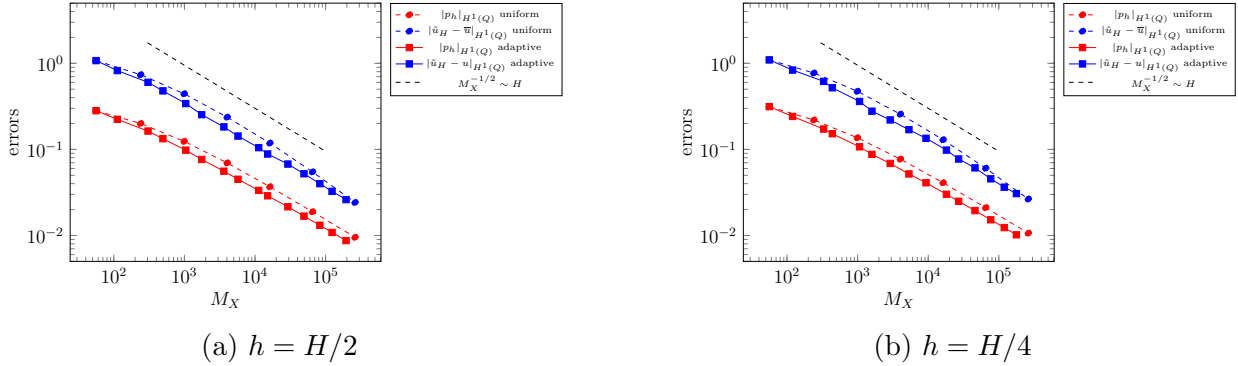 10^0
10^{-1}
10^{-2}
errors
10^2 10^3 10^4 10^5
M_X
|p_h|_{H^1(Q)} uniform
|ũ_H − u̅|_{H^1(Q)} uniform
|p_h|_{H^1(Q)} adaptive
|ũ_H − u|_{H^1(Q)} adaptive
M_X^{−1/2} ∼ H
(a) h = H/2
10^0
10^{-1}
10^{-2}
errors
10^2 10^3 10^4 10^5
M_X
|p_h|_{H^1(Q)} uniform
|ũ_H − u̅|_{H^1(Q)} uniform
|p_h|_{H^1(Q)} adaptive
|ũ_H − u|_{H^1(Q)} adaptive
M_X^{−1/2} ∼ H
(b) h = H/4